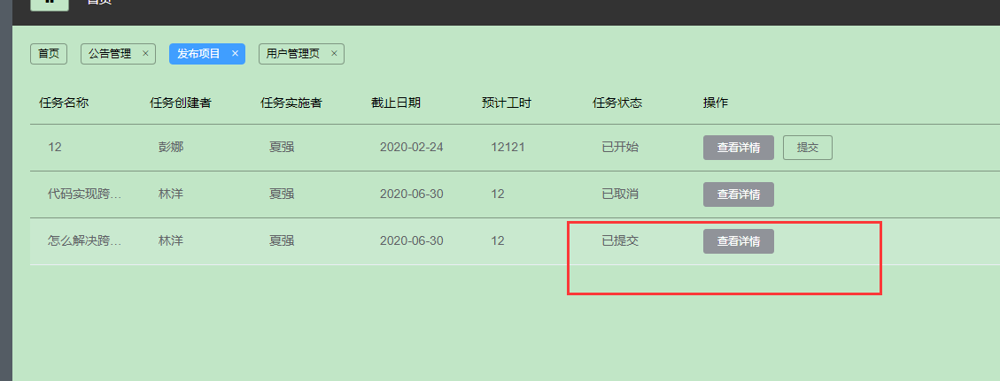 首页
首页 公告管理 × 发布项目 × 用户管理页 ×
任务名称 任务创建者 任务实施者 截止日期 预计工时 任务状态 操作
12 彭娜 夏强 2020-02-24 12121 已开始 查看详情 提交
代码实现跨... 林洋 夏强 2020-06-30 12 已取消 查看详情
怎么解决跨... 林洋 夏强 2020-06-30 12 已提交 查看详情